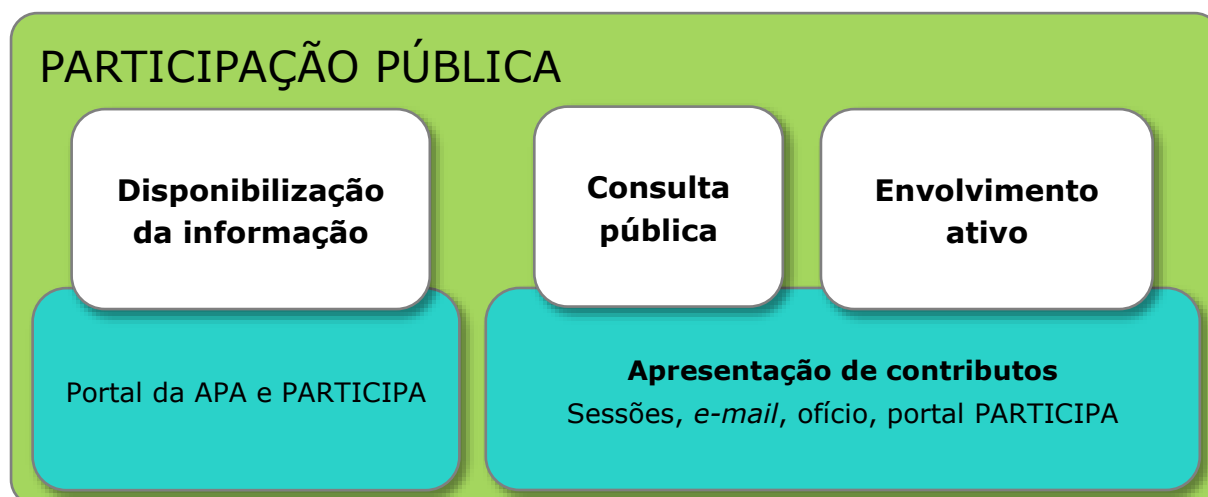 PARTICIPAÇÃO PÚBLICA
Disponibilização
da informação
Portal da APA e PARTICIPA
Consulta
pública
Envolvimento
ativo
Apresentação de contributos
Sessões, e-mail, ofício, portal PARTICIPA